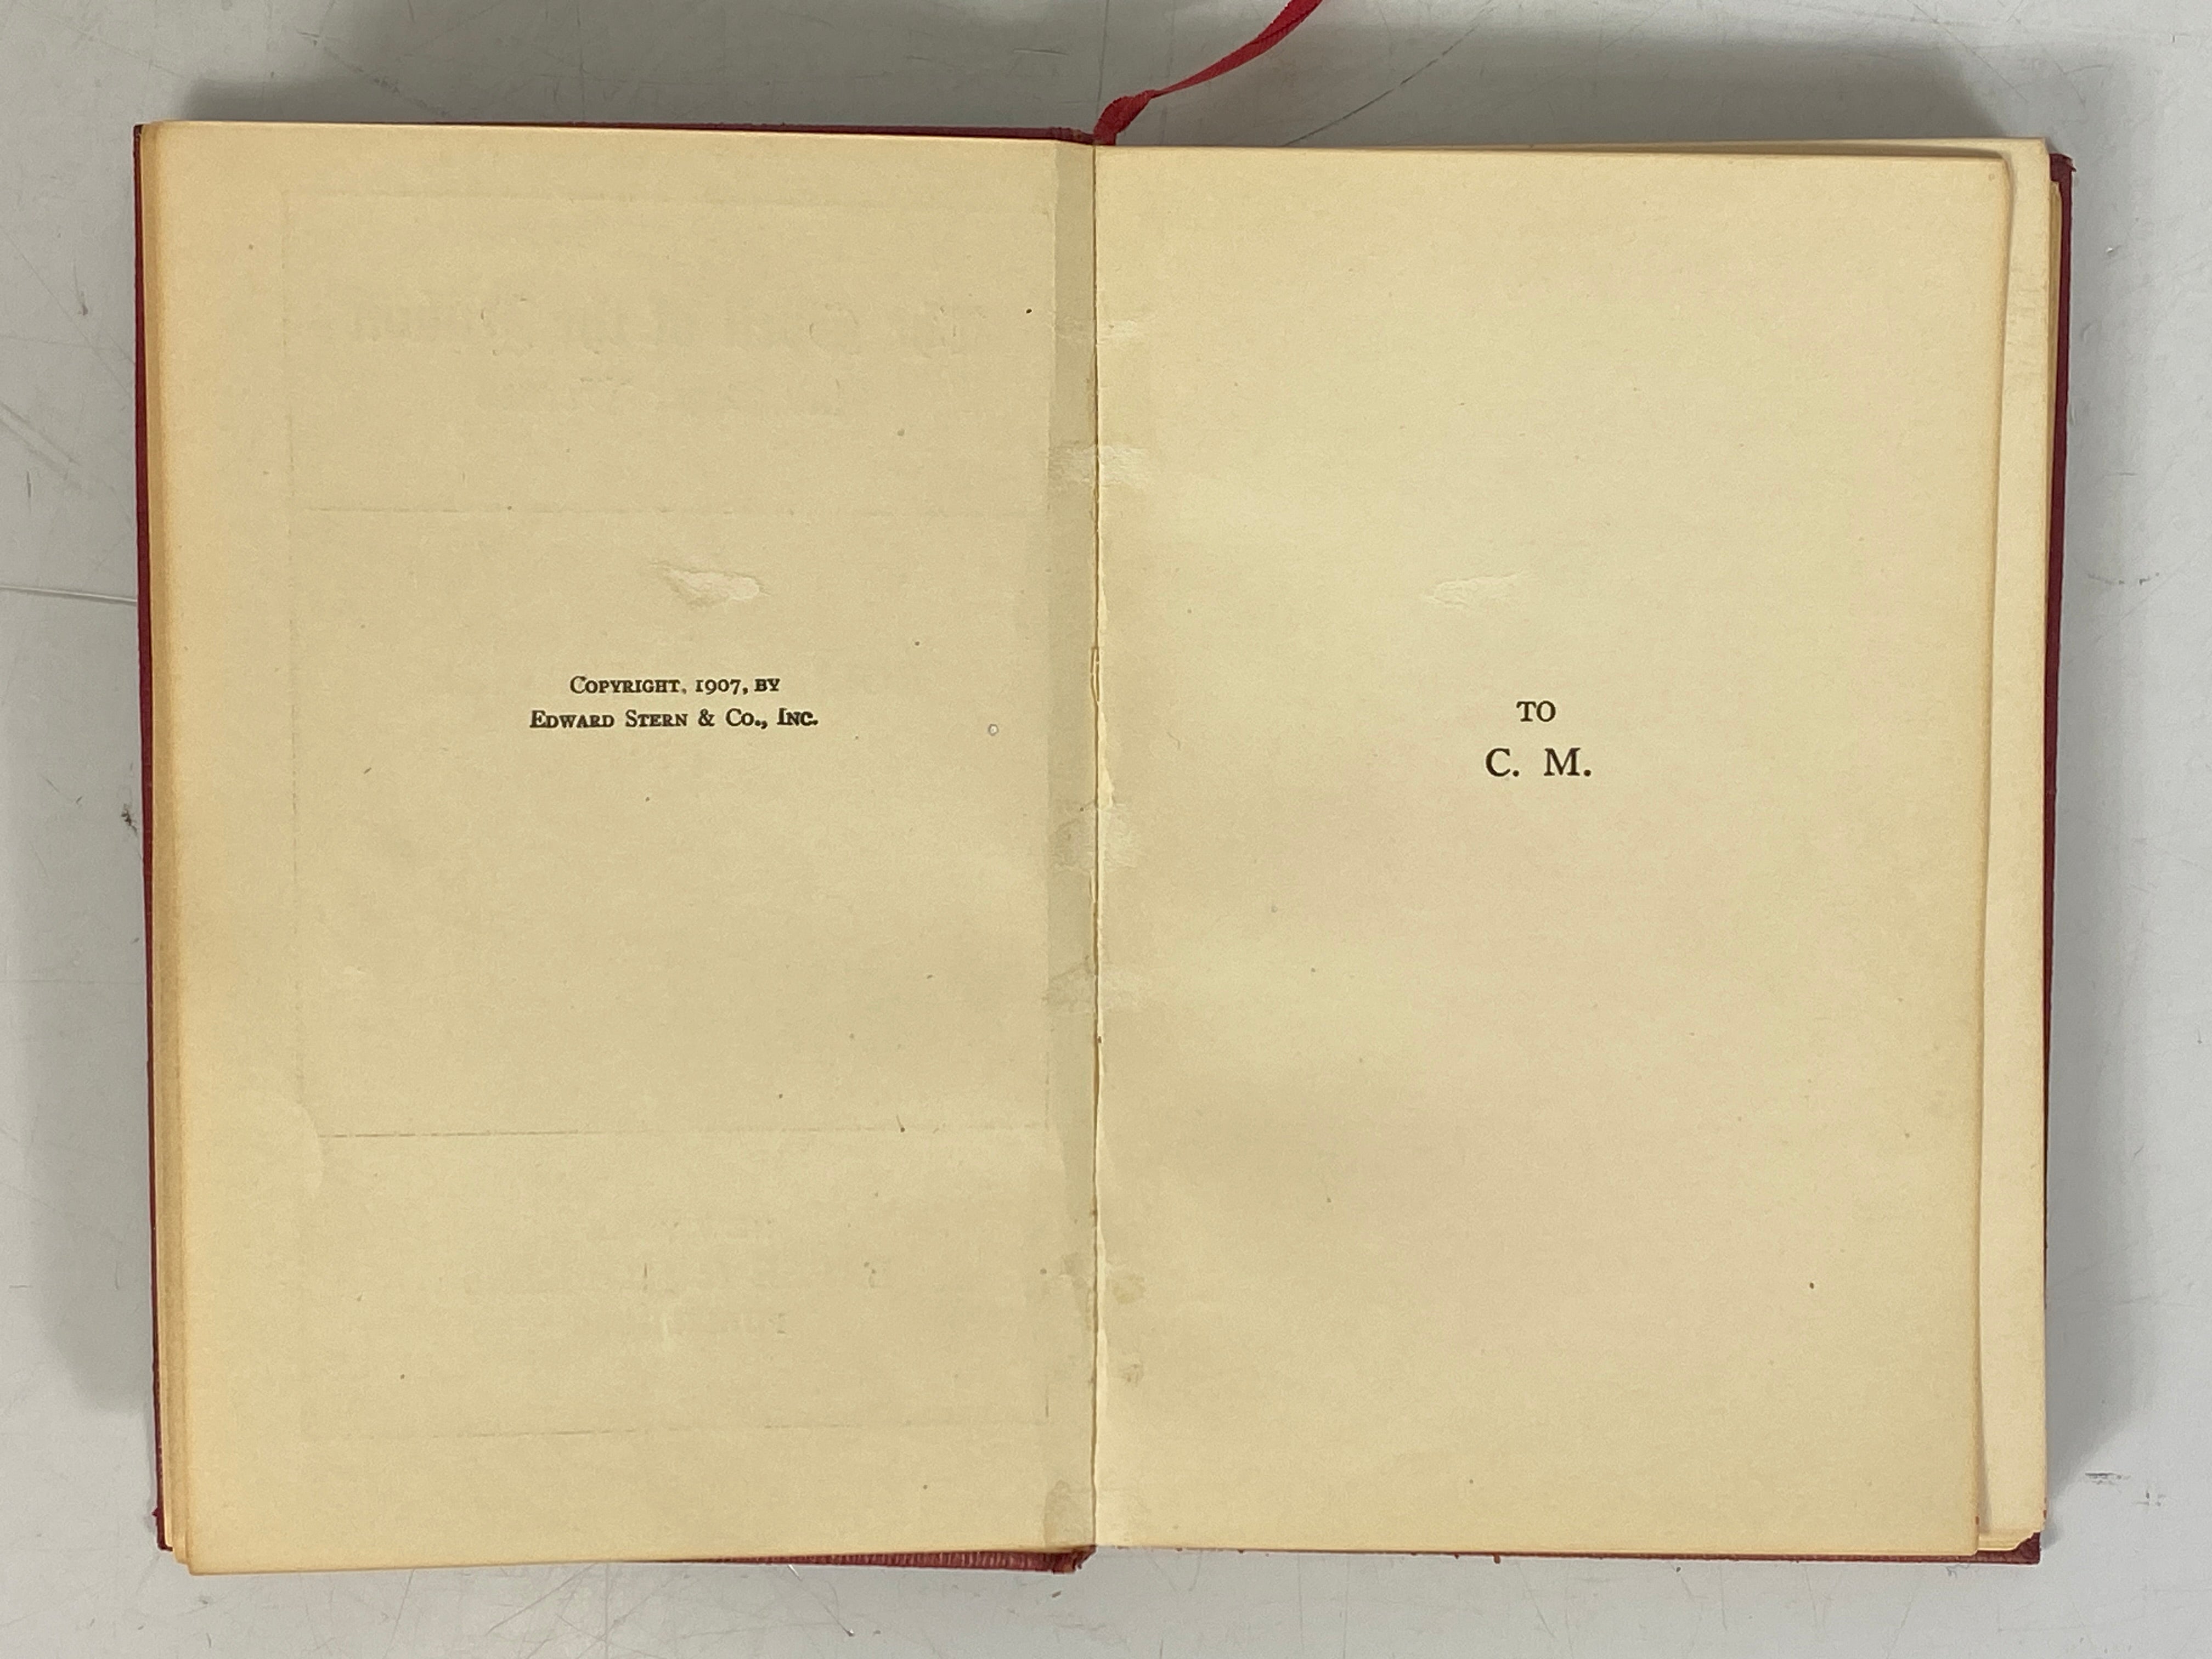 COPYRIGHT, 1907, BY
EDWARD STERN & CO., INC.
TO
C. M.